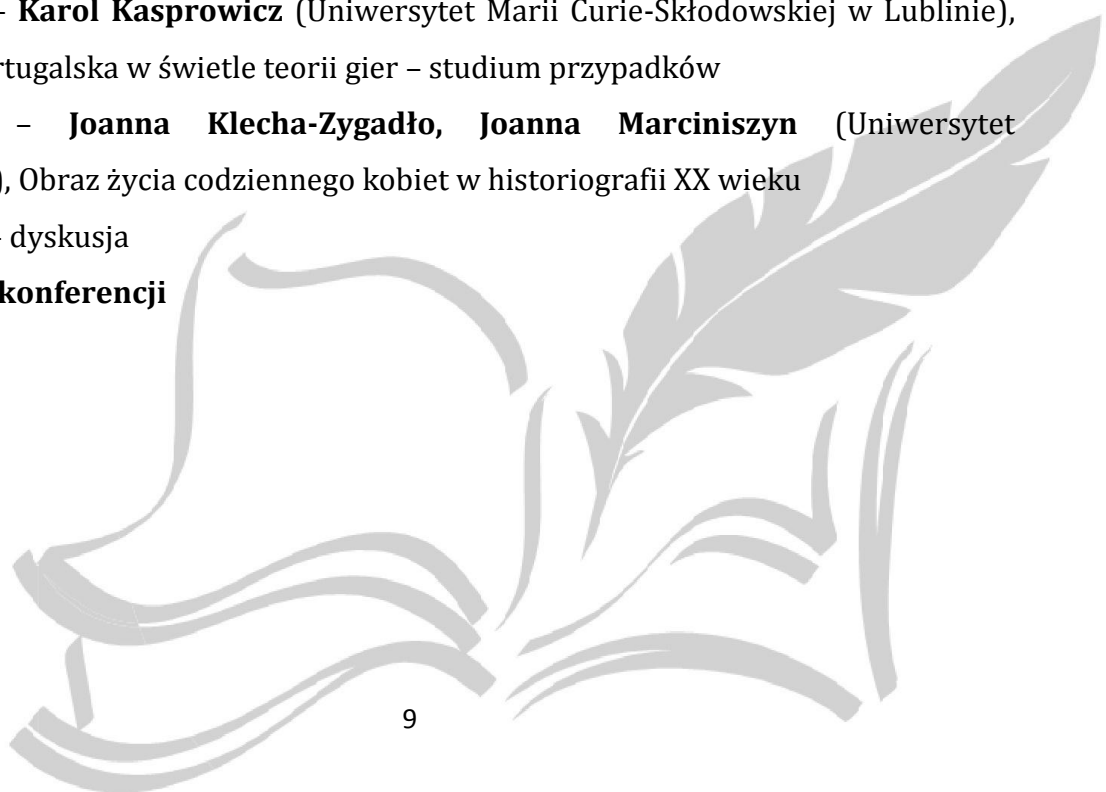 – Karol Kasprowicz (Uniwersytet Marii Curie-Skłodowskiej w Lublinie),
rtugalska w świetle teorii gier – studium przypadków
– Joanna Klecha-Zygadło, Joanna Marciniszyn (Uniwersytet
), Obraz życia codziennego kobiet w historiografii XX wieku
– dyskusja
konferencji
9